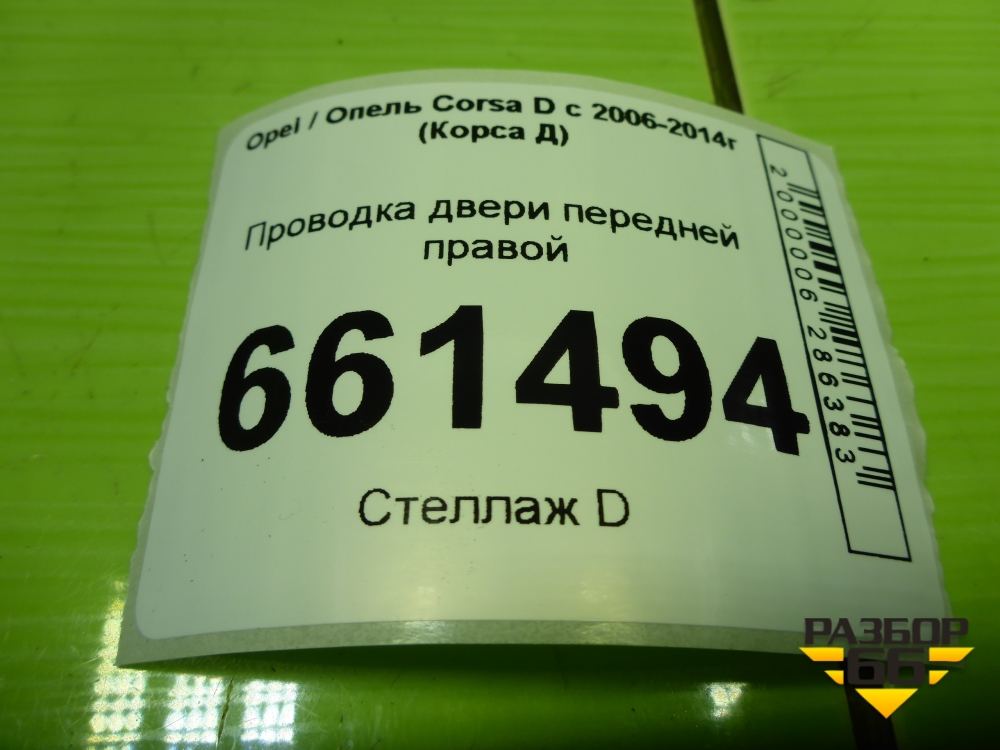 Opel / Опель Corsa D с 2006-2014г
(Корса Д)
Проводка двери передней
правой
661494
Стеллаж D
2000006286383
РАЗБОР
66